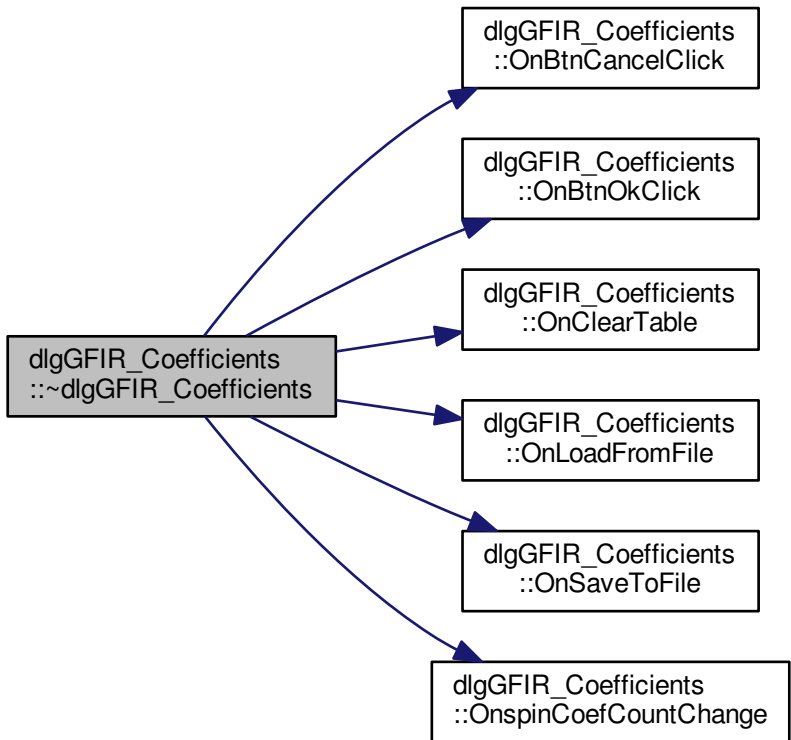 dlgGFIR_Coefficients
::OnBtnCancelClick
dlgGFIR_Coefficients
::OnBtnOkClick
dlgGFIR_Coefficients
::OnClearTable
dlgGFIR_Coefficients
::~dlgGFIR_Coefficients
dlgGFIR_Coefficients
::OnLoadFromFile
dlgGFIR_Coefficients
::OnSaveToFile
dlgGFIR_Coefficients
::OnspinCoefCountChange